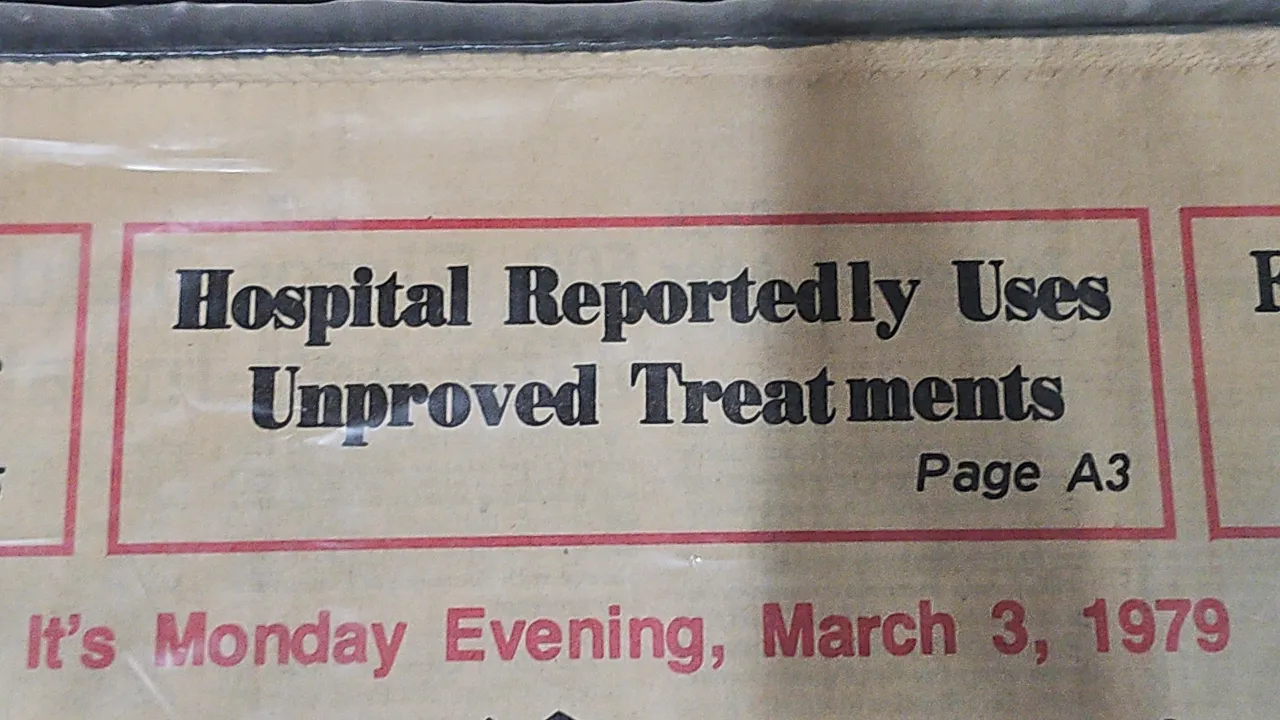 Hospital Reportedly Uses
Unproved Treatments
Page A3
It's Monday Evening, March 3, 1979